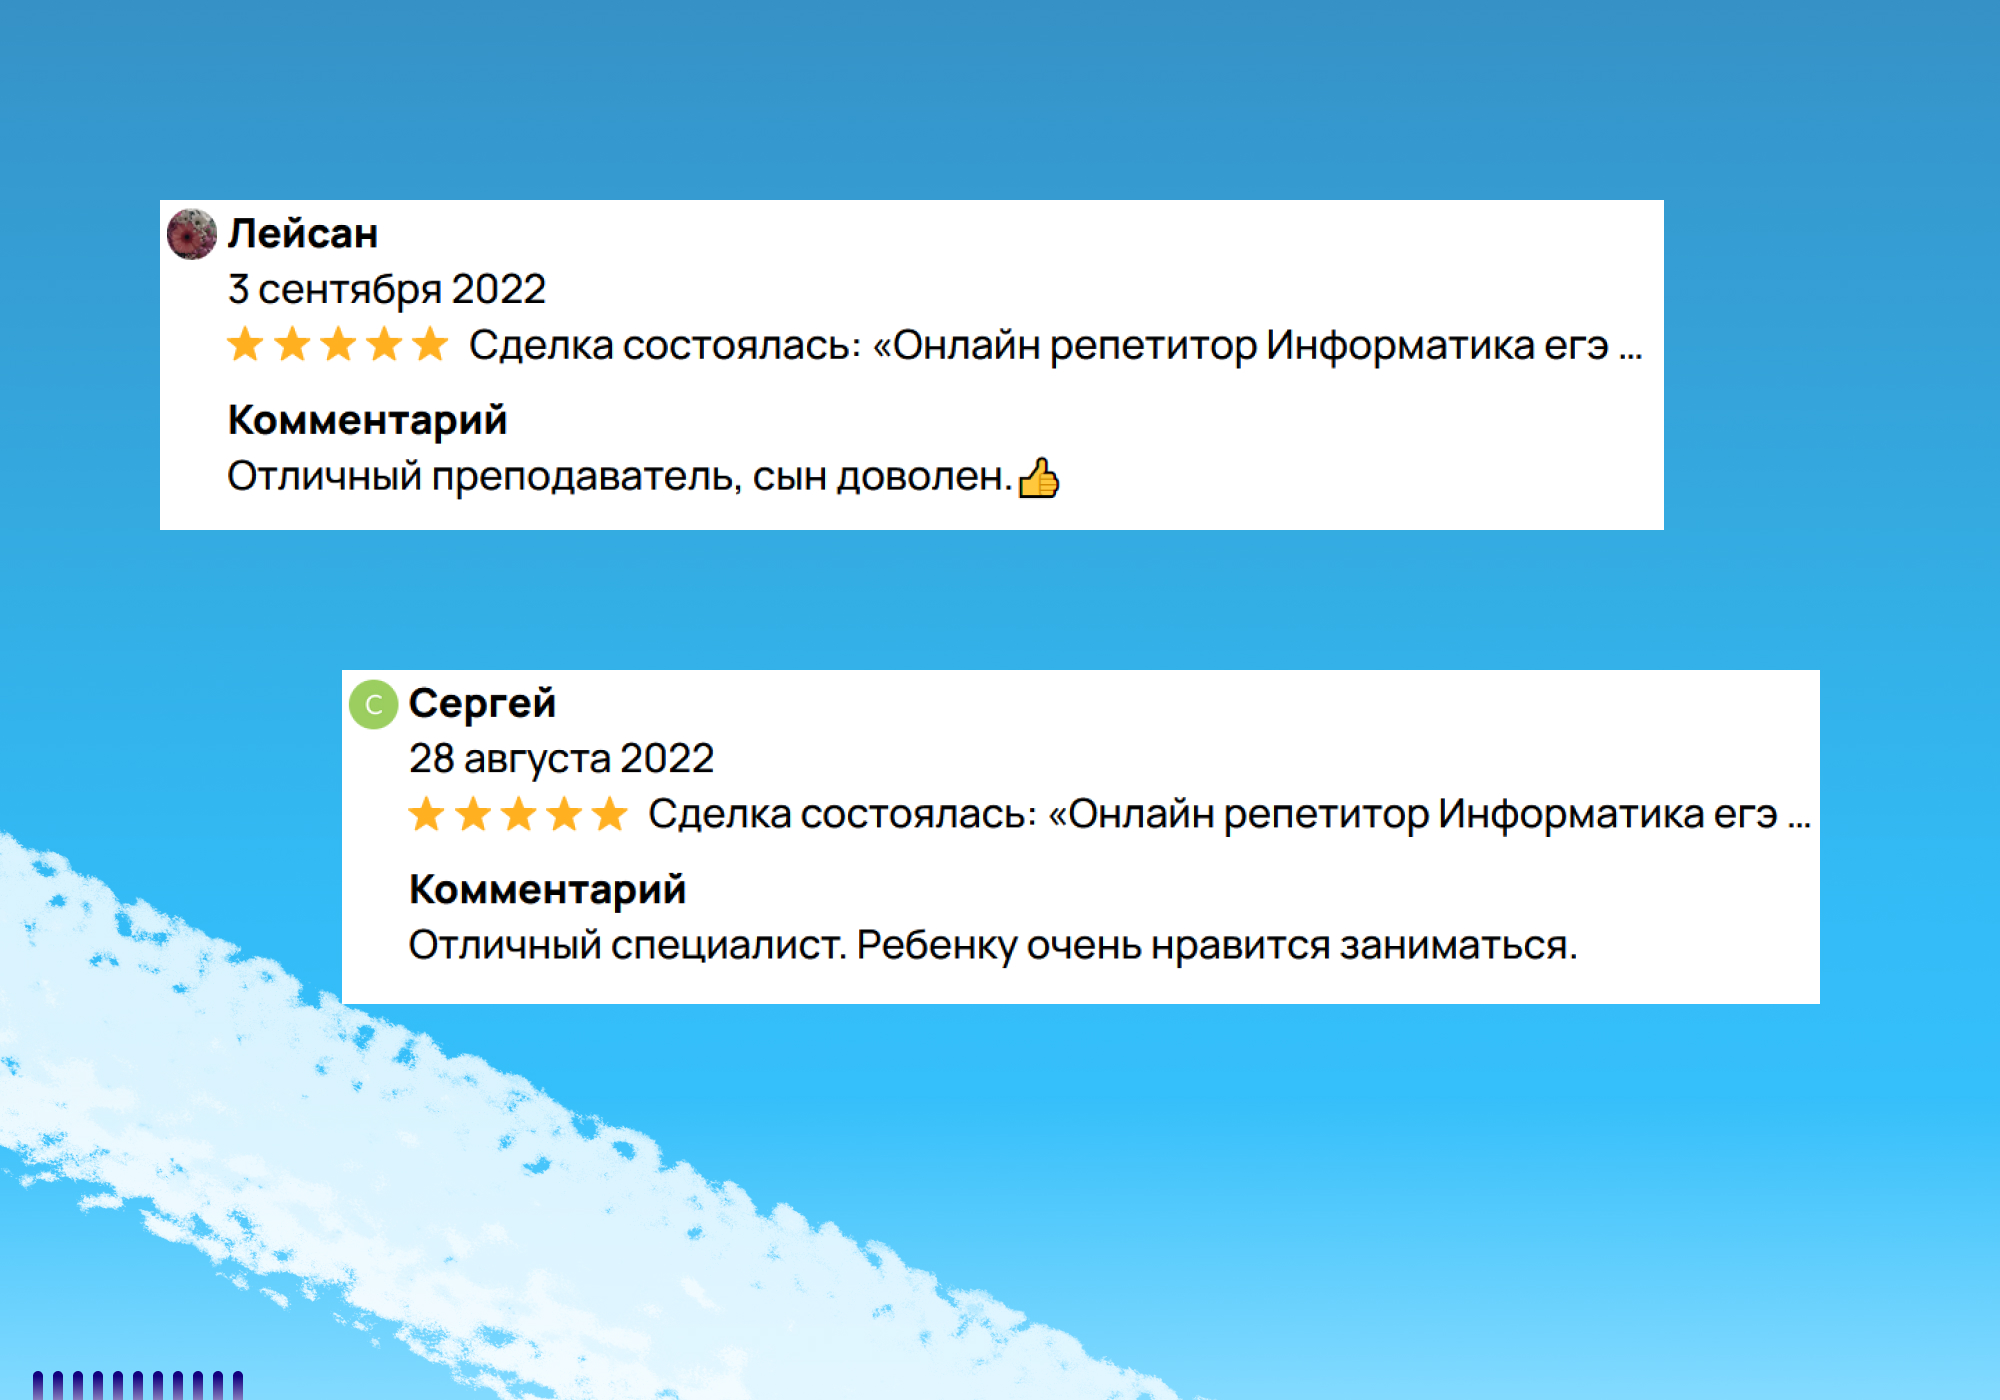 Лейсан
3 сентября 2022
Сделка состоялась: «Онлайн репетитор Информатика егэ ...
Комментарий
Отличный преподаватель, сын доволен.👍
С Сергей
28 августа 2022
Сделка состоялась: «Онлайн репетитор Информатика егэ ...
Комментарий
Отличный специалист. Ребенку очень нравится заниматься.